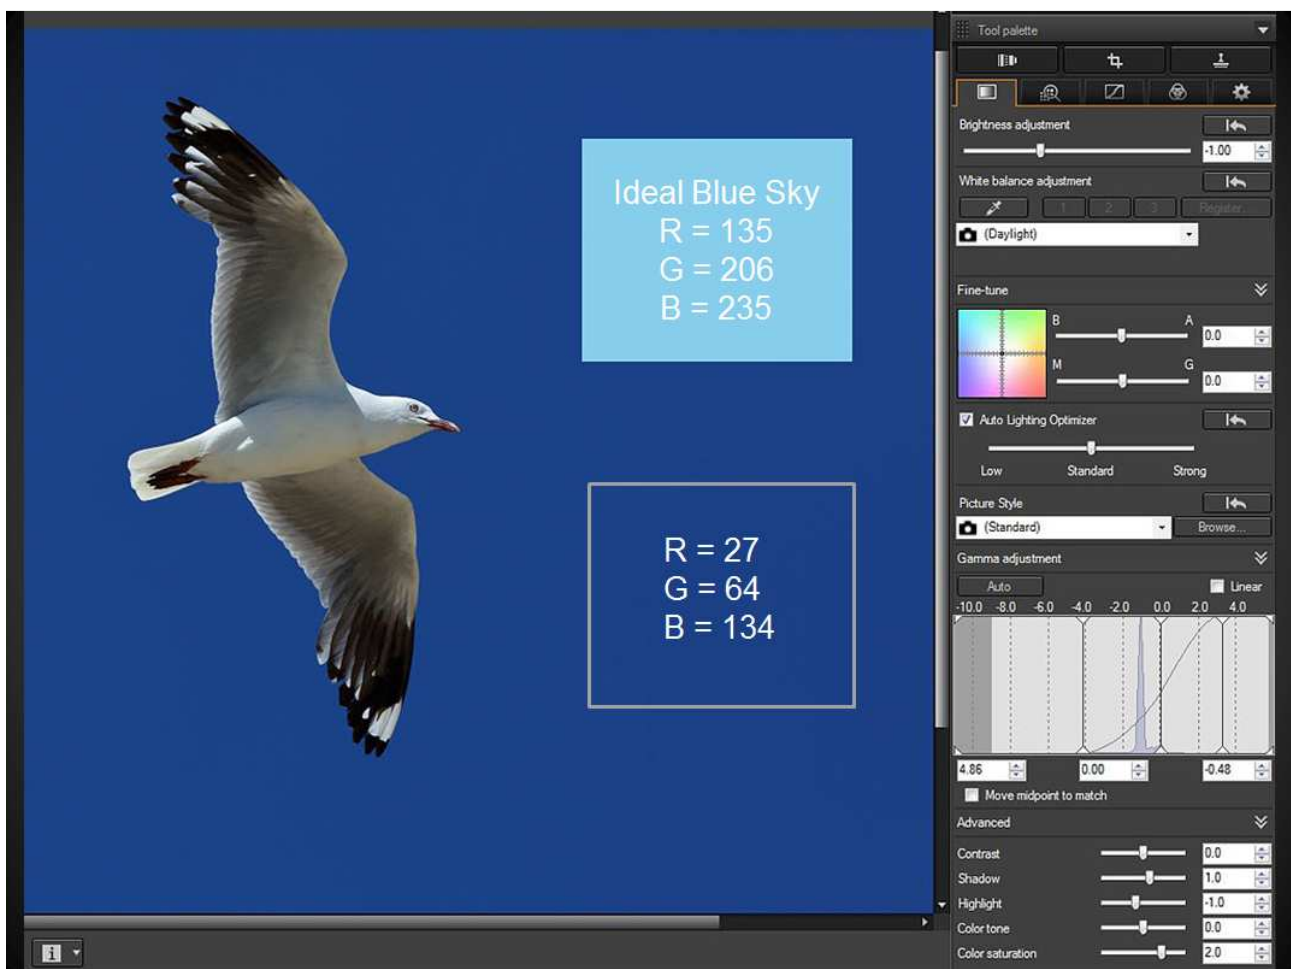 Tool palette
Brightness adjustment
-1.00
White balance adjustment
1 2 3 Register...
(Daylight)
Fine-tune
B A
0.0
M G
0.0
Auto Lighting Optimizer
Low Standard Strong
Picture Style
(Standard) Browse...
Gamma adjustment
Auto Linear
-10.0 -8.0 -6.0 -4.0 -2.0 0.0 2.0 4.0
4.86 0.00 -0.48
Move midpoint to match
Advanced
Contrast 0.0
Shadow 1.0
Highlight -1.0
Color tone 0.0
Color saturation 2.0
Ideal Blue Sky
R = 135
G = 206
B = 235
R = 27
G = 64
B = 134